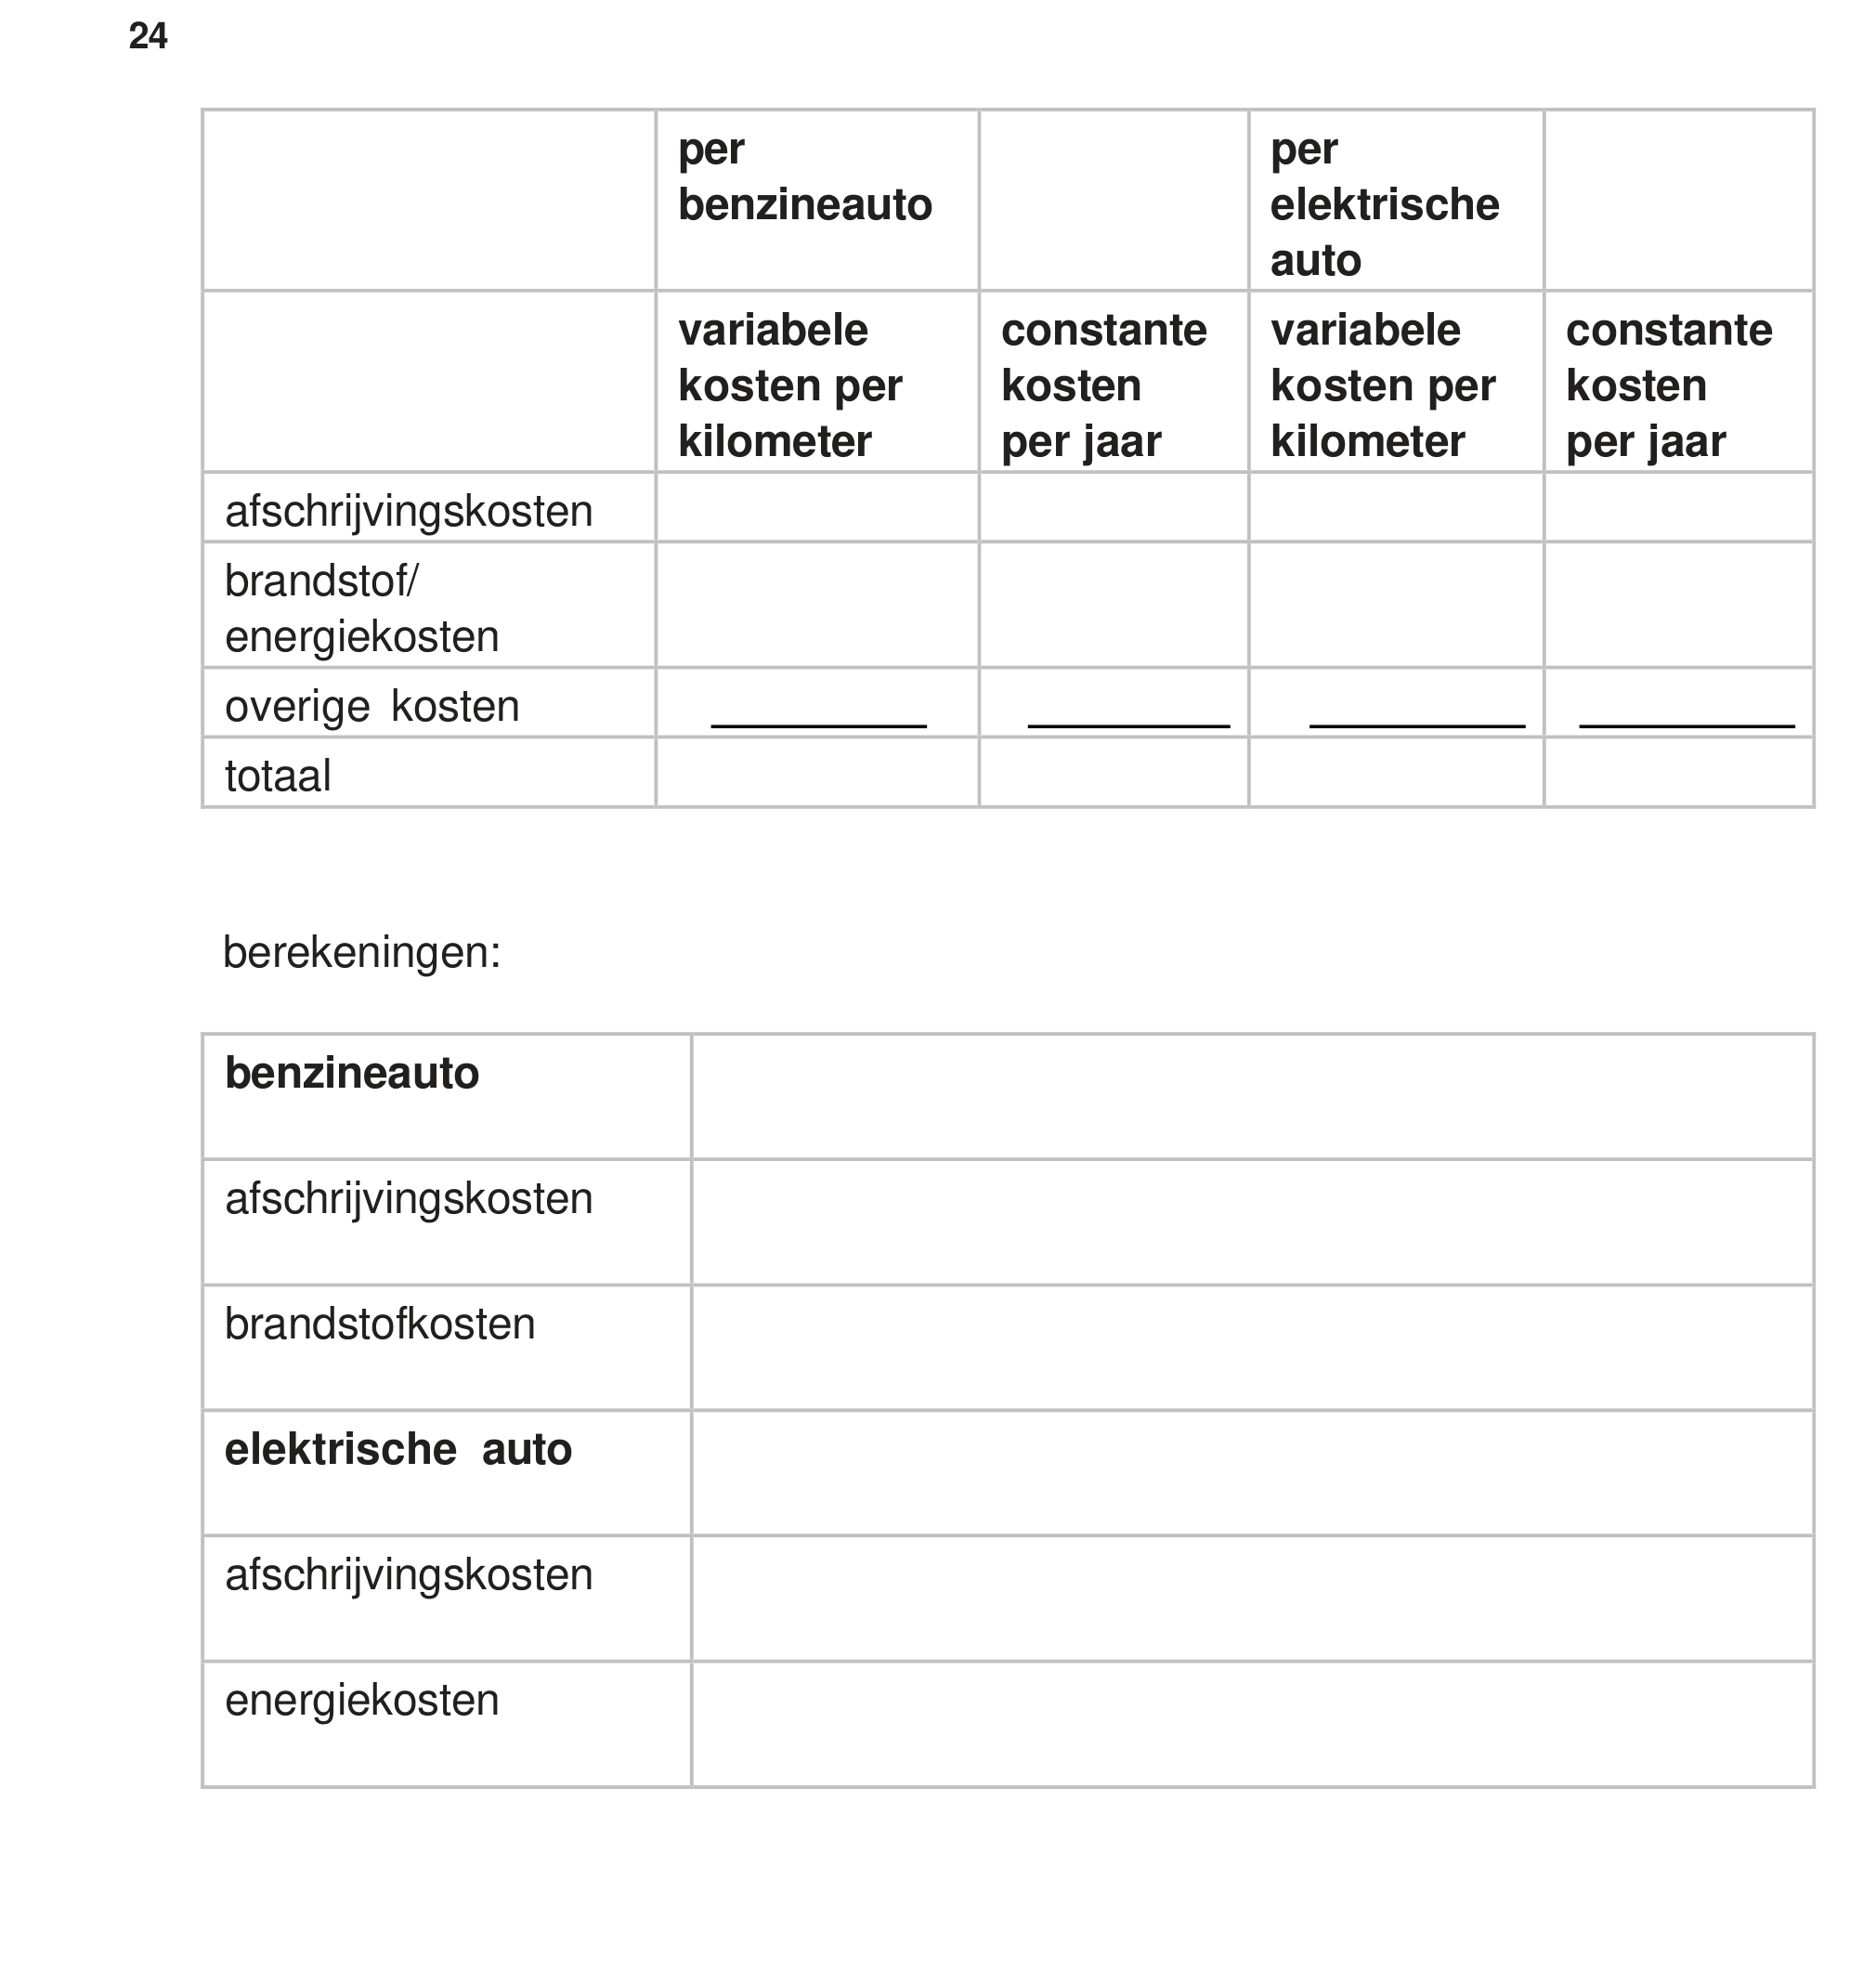 24
per
benzineauto
per
elektrische
auto
variabele
kosten per
kilometer
constante
kosten
per jaar
variabele
kosten per
kilometer
constante
kosten
per jaar
afschrijvingskosten
brandstof/
energiekosten
overige kosten
totaal
berekeningen:
benzineauto
afschrijvingskosten
brandstofkosten
elektrische auto
afschrijvingskosten
energiekosten